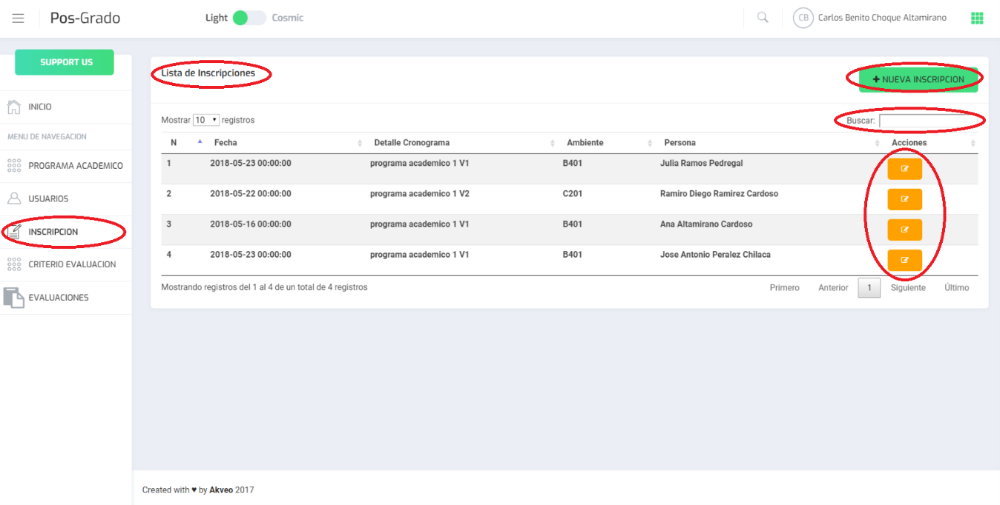 Pos-Grado Light Cosmic CB Carlos Benito Choque Altamirano
SUPPORT US
INICIO
MENU DE NAVEGACION
PROGRAMA ACADEMICO
USUARIOS
INSCRIPCION
CRITERIO EVALUACION
EVALUACIONES
Lista de Inscripciones
+ NUEVA INSCRIPCION
Mostrar 10 registros
Buscar:
N Fecha Detalle Cronograma Ambiente Persona Acciones
1 2018-05-23 00:00:00 programa academico 1 V1 B401 Julia Ramos Pedregal
2 2018-05-22 00:00:00 programa academico 1 V2 C201 Ramiro Diego Ramirez Cardoso
3 2018-05-16 00:00:00 programa academico 1 V1 B401 Ana Altamirano Cardoso
4 2018-05-23 00:00:00 programa academico 1 V1 B401 Jose Antonio Peralez Chilaca
Mostrando registros del 1 al 4 de un total de 4 registros
Primero Anterior 1 Siguiente Último
Created with ♥ by Akveo 2017